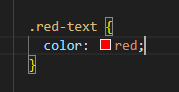 .red-text {
color: red;
}